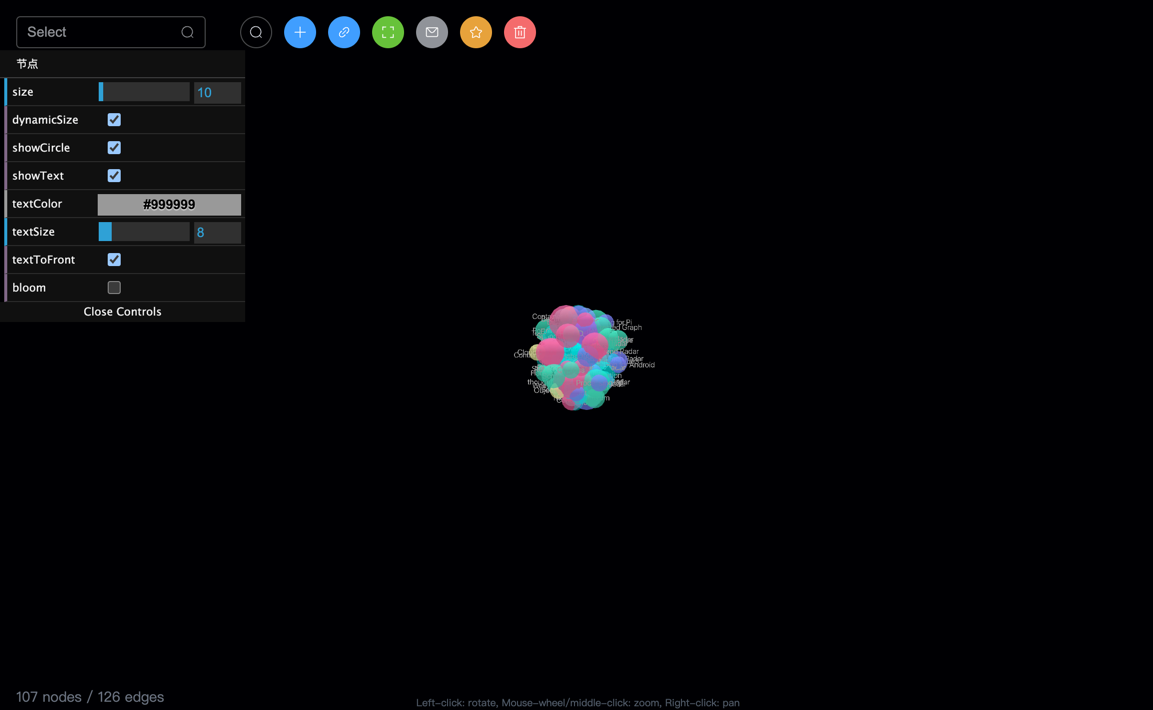 Select
节点
size
10
dynamicSize
showCircle
showText
textColor
#999999
textSize
8
textToFront
bloom
Close Controls
for Pi
Graph
Radar
Radar
Android
107 nodes / 126 edges
Left-click: rotate, Mouse-wheel/middle-click: zoom, Right-click: pan